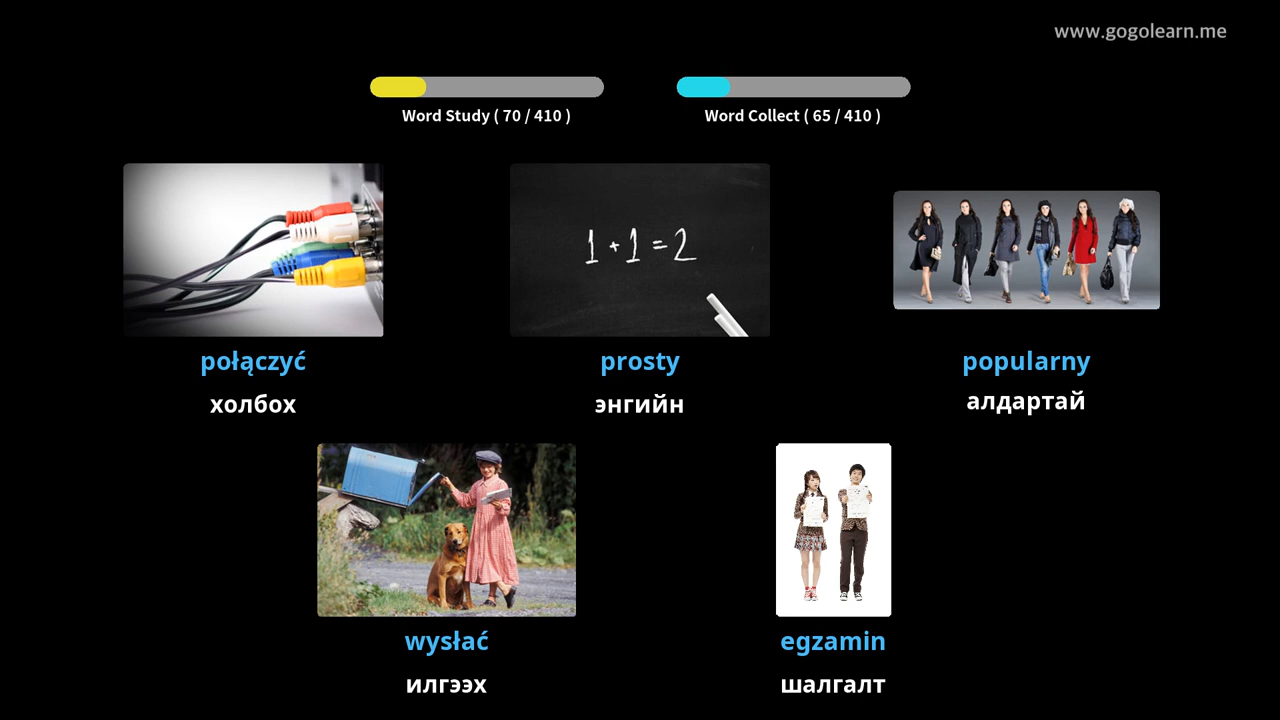 www.gogolearn.me
Word Study ( 70 / 410 )
Word Collect ( 65 / 410 )
1 + 1 = 2
połączyć
холбох
prosty
энгийн
popularny
алдартай
wysłać
илгээх
egzamin
шалгалт